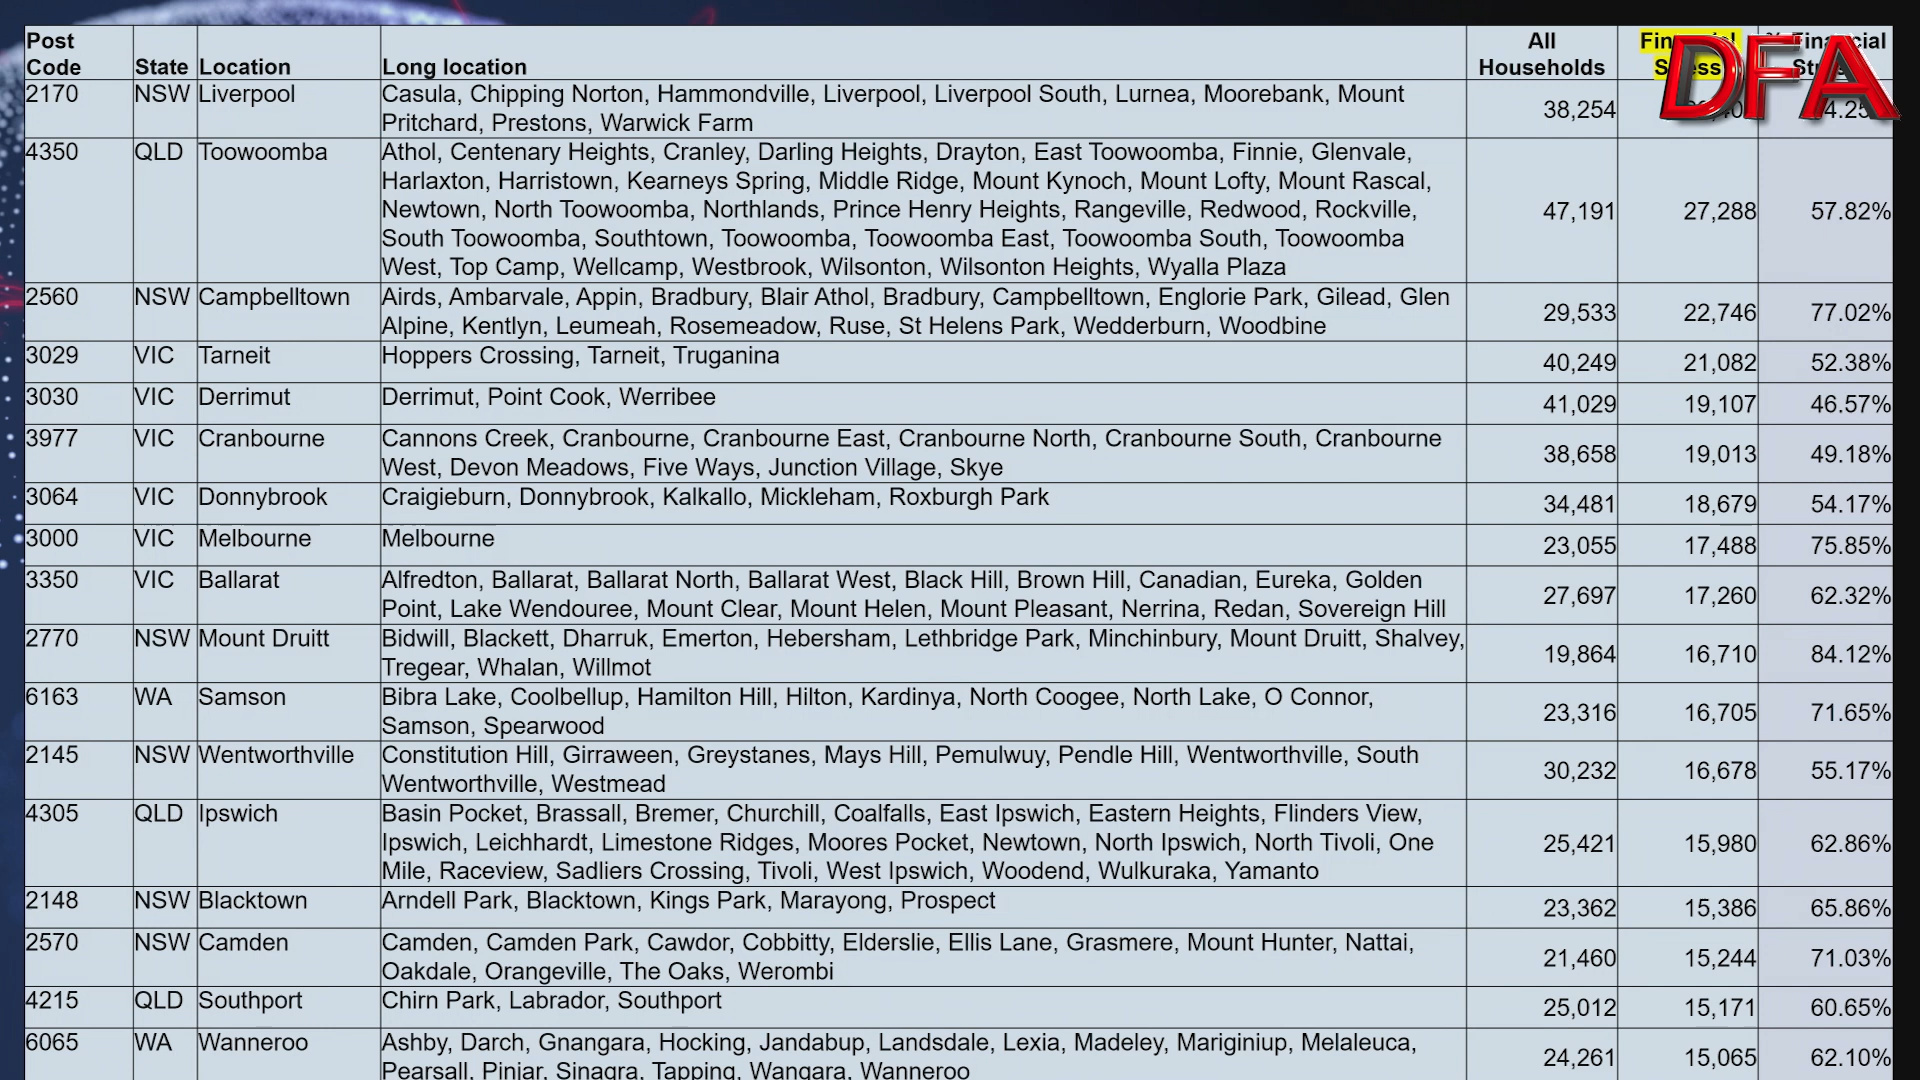 Post Code State Location Long location All Households
DFA
2170 NSW Liverpool Casula, Chipping Norton, Hammondville, Liverpool, Liverpool South, Lurnea, Moorebank, Mount
Pritchard, Prestons, Warwick Farm 38,254
4350 QLD Toowoomba Athol, Centenary Heights, Cranley, Darling Heights, Drayton, East Toowoomba, Finnie, Glenvale,
Harlaxton, Harristown, Kearneys Spring, Middle Ridge, Mount Kynoch, Mount Lofty, Mount Rascal,
Newtown, North Toowoomba, Northlands, Prince Henry Heights, Rangeville, Redwood, Rockville, 47,191 27,288 57.82%
South Toowoomba, Southtown, Toowoomba, Toowoomba East, Toowoomba South, Toowoomba
West, Top Camp, Wellcamp, Westbrook, Wilsonton, Wilsonton Heights, Wyalla Plaza
2560 NSW Campbelltown Airds, Ambarvale, Appin, Bradbury, Blair Athol, Bradbury, Campbelltown, Englorie Park, Gilead, Glen
Alpine, Kentlyn, Leumeah, Rosemeadow, Ruse, St Helens Park, Wedderburn, Woodbine 29,533 22,746 77.02%
3029 VIC Tarneit Hoppers Crossing, Tarneit, Truganina 40,249 21,082 52.38%
3030 VIC Derrimut Derrimut, Point Cook, Werribee 41,029 19,107 46.57%
3977 VIC Cranbourne Cannons Creek, Cranbourne, Cranbourne East, Cranbourne North, Cranbourne South, Cranbourne
West, Devon Meadows, Five Ways, Junction Village, Skye 38,658 19,013 49.18%
3064 VIC Donnybrook Craigieburn, Donnybrook, Kalkallo, Mickleham, Roxburgh Park 34,481 18,679 54.17%
3000 VIC Melbourne Melbourne 23,055 17,488 75.85%
3350 VIC Ballarat Alfredton, Ballarat, Ballarat North, Ballarat West, Black Hill, Brown Hill, Canadian, Eureka, Golden
Point, Lake Wendouree, Mount Clear, Mount Helen, Mount Pleasant, Nerrina, Redan, Sovereign Hill 27,697 17,260 62.32%
2770 NSW Mount Druitt Bidwill, Blackett, Dharruk, Emerton, Hebersham, Lethbridge Park, Minchinbury, Mount Druitt, Shalvey,
Tregear, Whalan, Willmot 19,864 16,710 84.12%
6163 WA Samson Bibra Lake, Coolbellup, Hamilton Hill, Hilton, Kardinya, North Coogee, North Lake, O Connor,
Samson, Spearwood 23,316 16,705 71.65%
2145 NSW Wentworthville Constitution Hill, Girraween, Greystanes, Mays Hill, Pemulwuy, Pendle Hill, Wentworthville, South
Wentworthville, Westmead 30,232 16,678 55.17%
4305 QLD Ipswich Basin Pocket, Brassall, Bremer, Churchill, Coalfalls, East Ipswich, Eastern Heights, Flinders View,
Ipswich, Leichhardt, Limestone Ridges, Moores Pocket, Newtown, North Ipswich, North Tivoli, One 25,421 15,980 62.86%
Mile, Raceview, Sadliers Crossing, Tivoli, West Ipswich, Woodend, Wulkuraka, Yamanto
2148 NSW Blacktown Arndell Park, Blacktown, Kings Park, Marayong, Prospect 23,362 15,386 65.86%
2570 NSW Camden Camden, Camden Park, Cawdor, Cobbitty, Elderslie, Ellis Lane, Grasmere, Mount Hunter, Nattai,
Oakdale, Orangeville, The Oaks, Werombi 21,460 15,244 71.03%
4215 QLD Southport Chirn Park, Labrador, Southport 25,012 15,171 60.65%
6065 WA Wanneroo Ashby, Darch, Gnangara, Hocking, Jandabup, Landsdale, Lexia, Madeley, Mariginiup, Melaleuca,
Pearsall, Pinjar, Sinagra, Tapping, Wangara, Wanneroo 24,261 15,065 62.10%